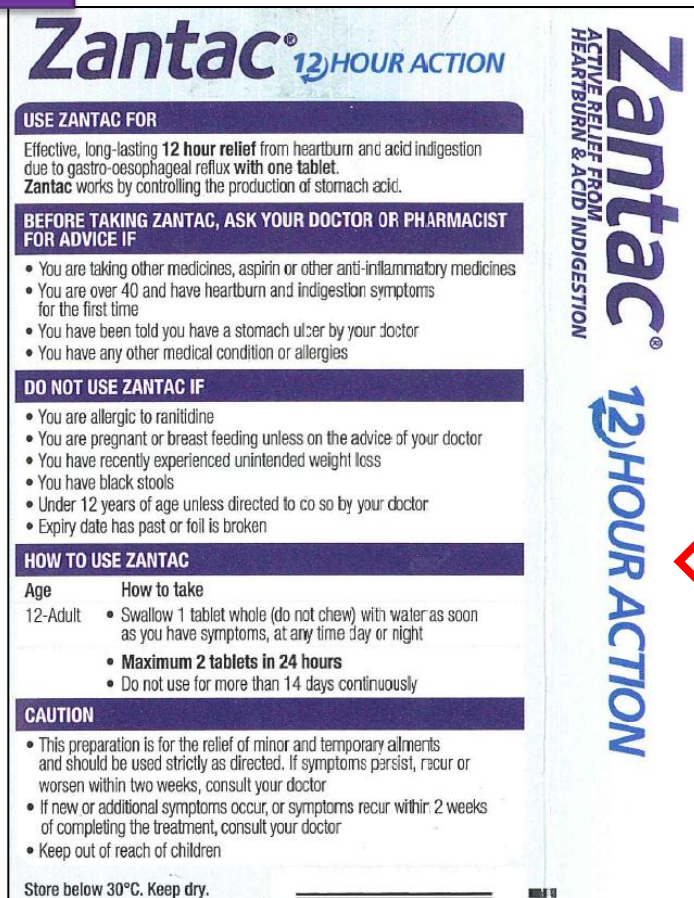 Zantac® 12 HOUR ACTION
USE ZANTAC FOR
Effective, long-lasting 12 hour relief from heartburn and acid indigestion
due to gastro-oesophageal reflux with one tablet.
Zantac works by controlling the production of stomach acid.
BEFORE TAKING ZANTAC, ASK YOUR DOCTOR OR PHARMACIST
FOR ADVICE IF
• You are taking other medicines, aspirin or other anti-inflammatory medicines
• You are over 40 and have heartburn and indigestion symptoms
for the first time
• You have been told you have a stomach ulcer by your doctor
• You have any other medical condition or allergies
DO NOT USE ZANTAC IF
• You are allergic to ranitidine
• You are pregnant or breast feeding unless on the advice of your doctor
• You have recently experienced unintended weight loss
• You have black stools
• Under 12 years of age unless directed to do so by your doctor
• Expiry date has past or foil is broken
HOW TO USE ZANTAC
Age How to take
12-Adult • Swallow 1 tablet whole (do not chew) with water as soon
as you have symptoms, at any time day or night
• Maximum 2 tablets in 24 hours
• Do not use for more than 14 days continuously
CAUTION
• This preparation is for the relief of minor and temporary ailments
and should be used strictly as directed. If symptoms persist, recur or
worsen within two weeks, consult your doctor
• If new or additional symptoms occur, or symptoms recur within 2 weeks
of completing the treatment, consult your doctor
• Keep out of reach of children
Store below 30°C. Keep dry.
Zantac® 12 HOUR ACTION
ACTIVE RELIEF FROM
HEARTBURN & ACID INDIGESTION